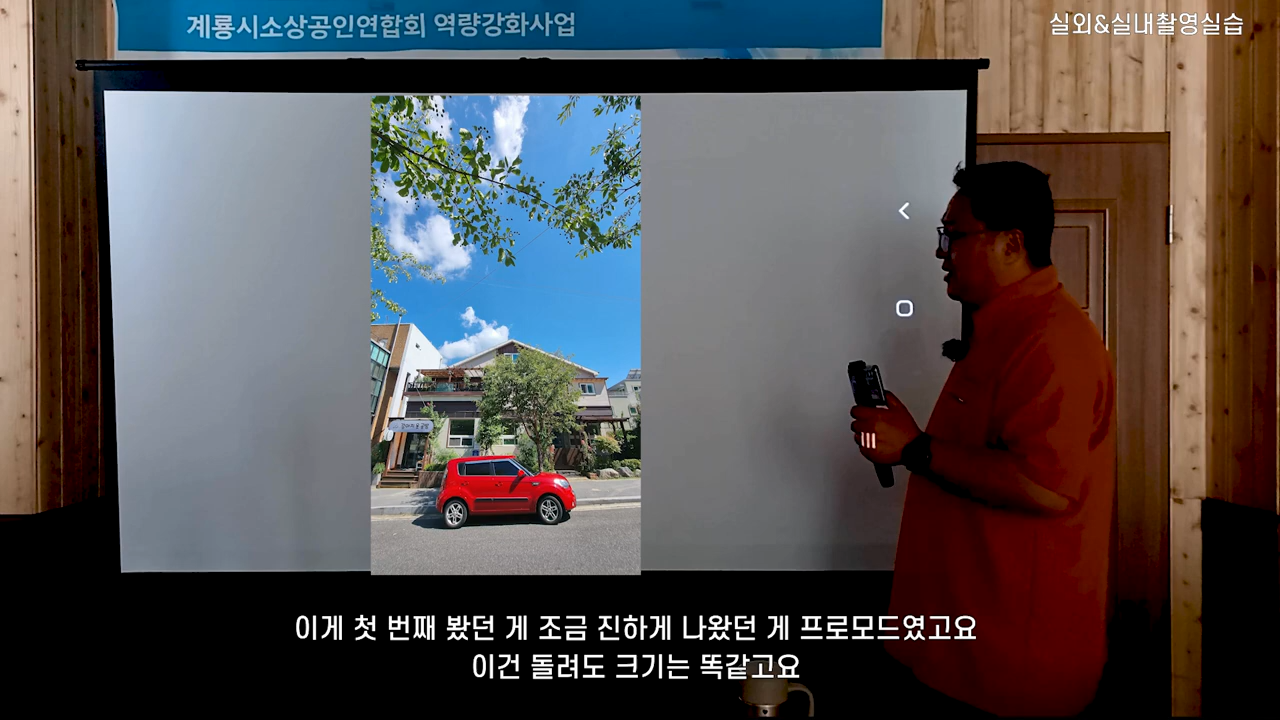 계룡시소상공인연합회 역량강화사업
실외&실내촬영실습
이게 첫 번째 봤던 게 조금 진하게 나왔던 게 프로모드였고요
이건 돌려도 크기는 똑같고요